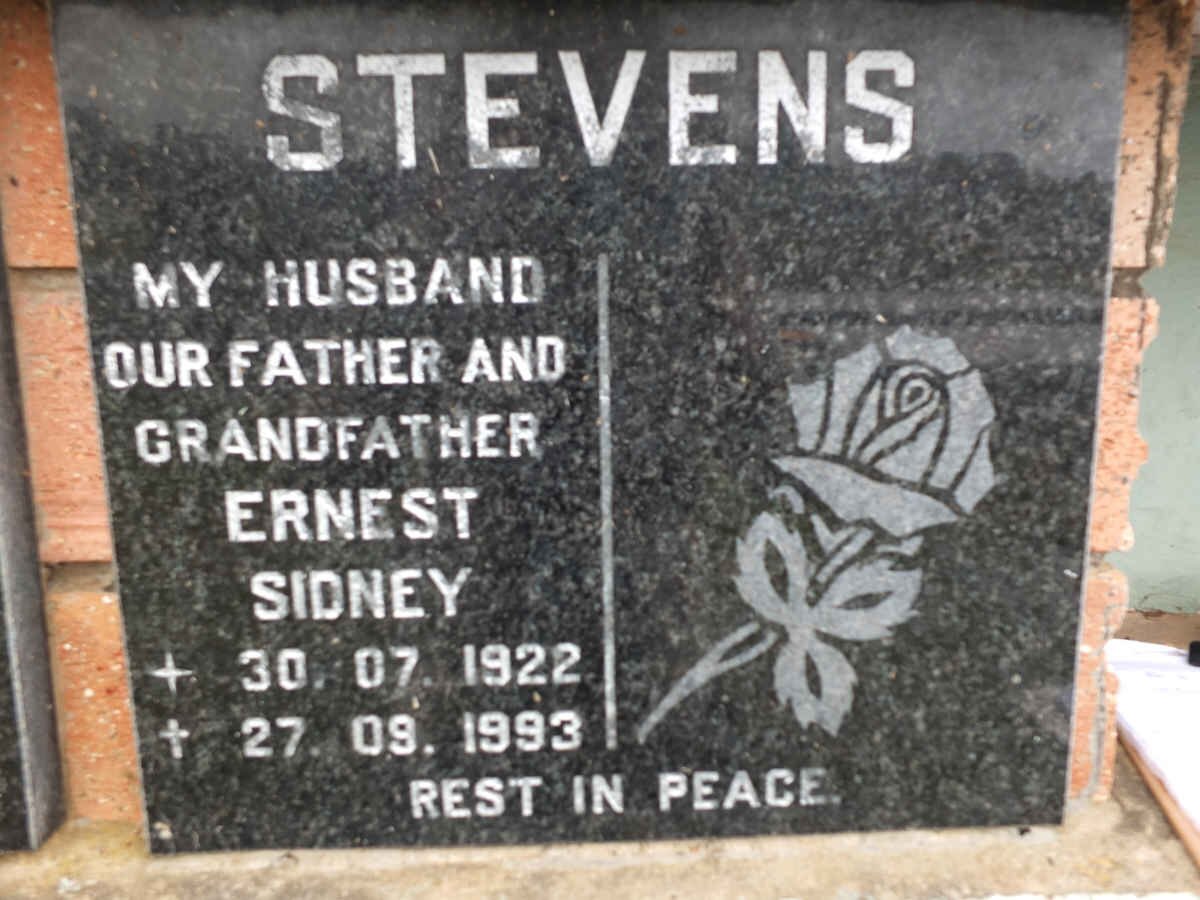 STEVENS
MY HUSBAND
OUR FATHER AND
GRANDFATHER
ERNEST
SIDNEY
30. 07. 1922
27. 09. 1993
REST IN PEACE.